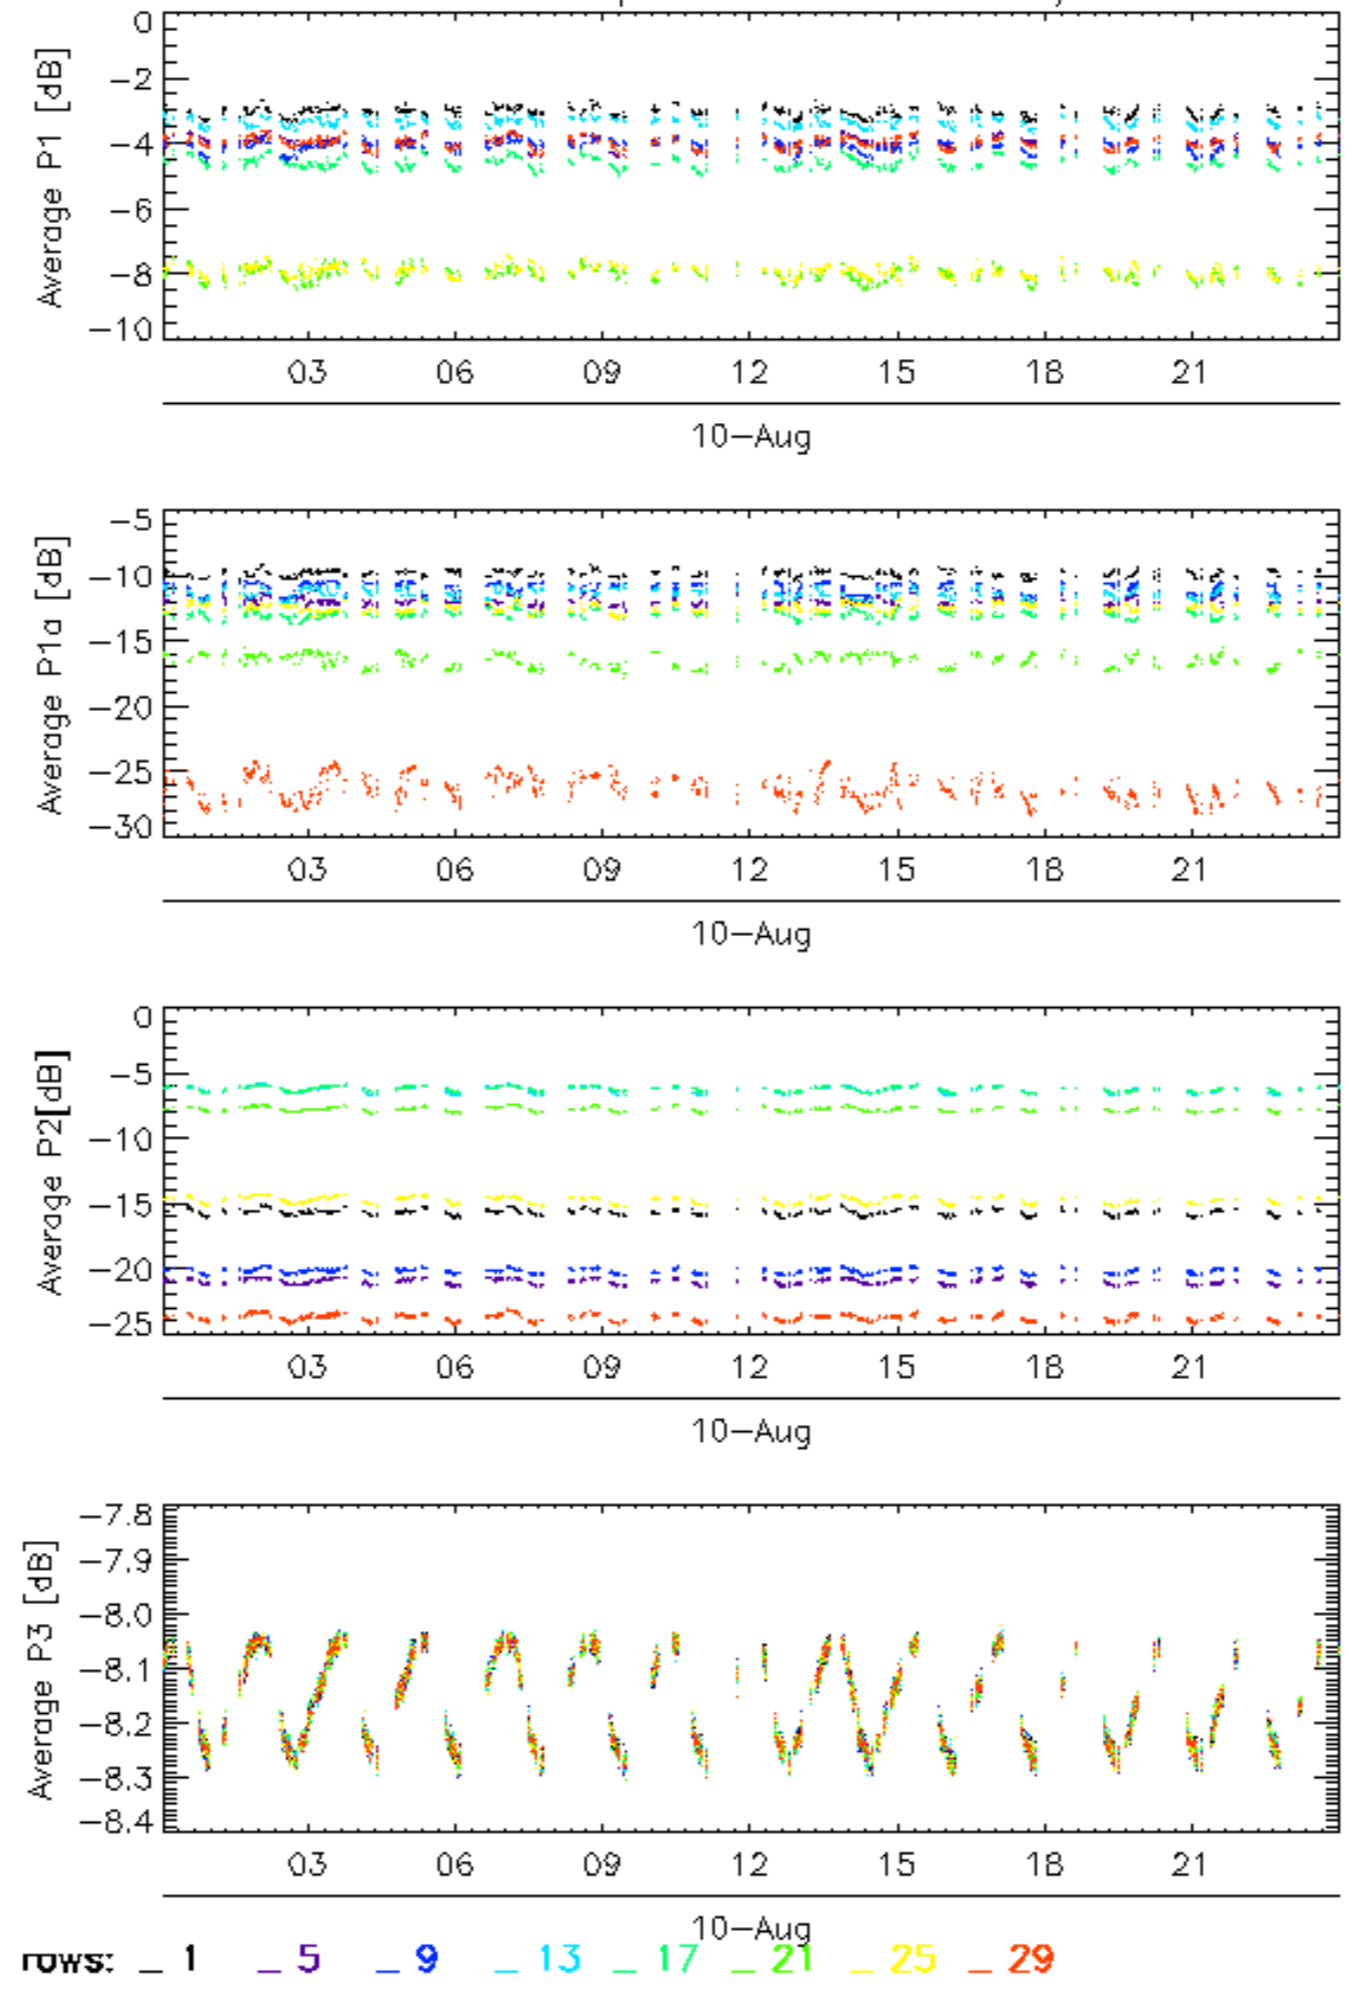 0
−2
−4
−6
−8
−10
Average P1 [dB]
03 06 09 12 15 18 21
10−Aug
−5
−10
−15
−20
−25
−30
Average P1a [dB]
03 06 09 12 15 18 21
10−Aug
0
−5
−10
−15
−20
−25
Average P2[dB]
03 06 09 12 15 18 21
10−Aug
−7.8
−7.9
−8.0
−8.1
−8.2
−8.3
−8.4
Average P3 [dB]
03 06 09 12 15 18 21
10−Aug
rows: _ 1 _ 5 _ 9 _ 13 _ 17 _ 21 _ 25 _ 29